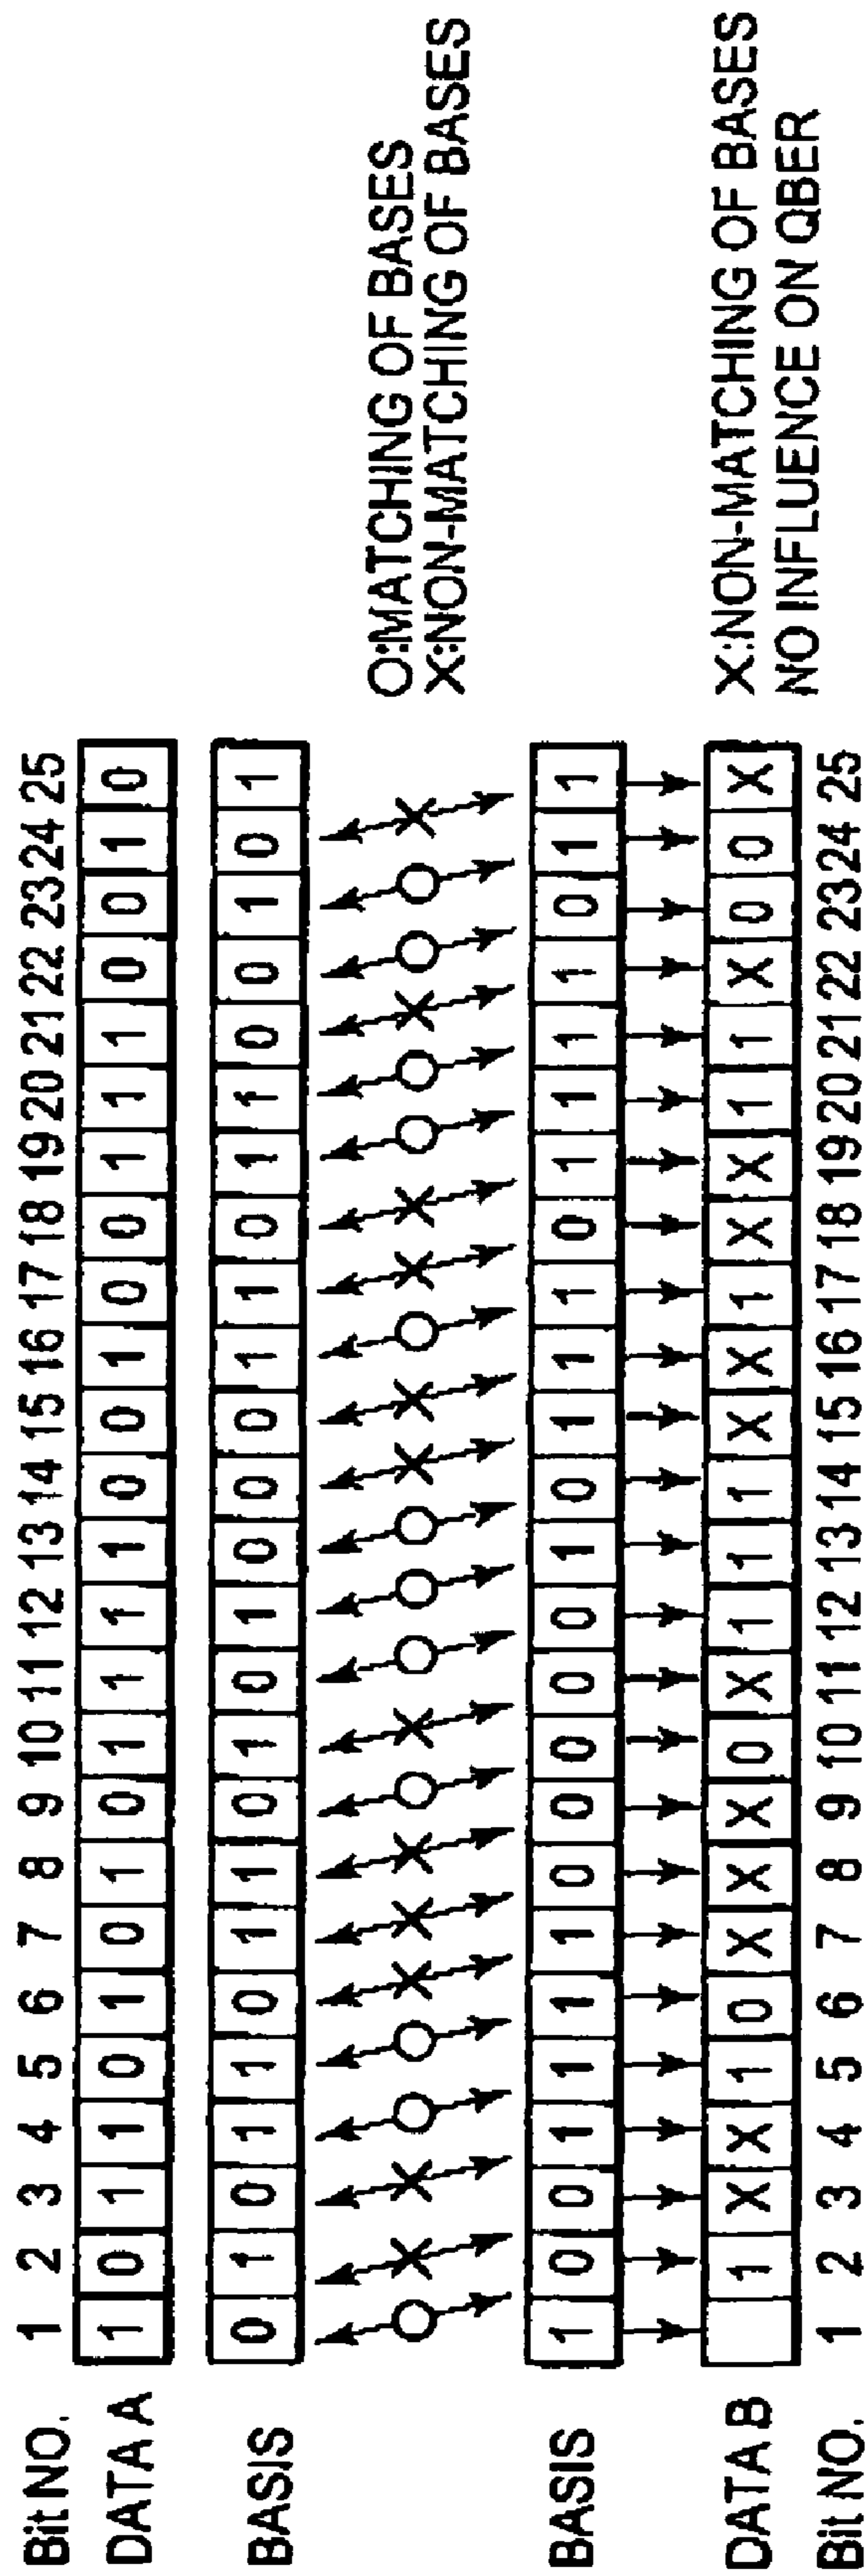 Bit NO. 1 2 3 4 5 6 7 8 9 10 11 12 13 14 15 16 17 18 19 20 21 22 23 24 25
DATA A 1 0 1 1 0 1 0 1 0 1 1 1 1 0 0 1 0 0 1 1 1 0 0 1 0
BASIS 0 1 0 1 1 0 1 1 0 1 0 1 0 0 0 1 1 0 1 1 0 0 1 0 1
O X X O O X X X O X O O O X X O X X O O X O O X
O:MATCHING OF BASES
X:NON-MATCHING OF BASES
BASIS 1 0 0 1 1 1 1 0 0 0 0 0 1 0 1 1 1 0 1 1 1 1 0 1 1
DATA B 1 X X 1 0 X X X 0 X 1 1 1 X X 1 X X 1 1 X 0 0 X
X:NON-MATCHING OF BASES
NO INFLUENCE ON QBER
Bit NO. 1 2 3 4 5 6 7 8 9 10 11 12 13 14 15 16 17 18 19 20 21 22 23 24 25